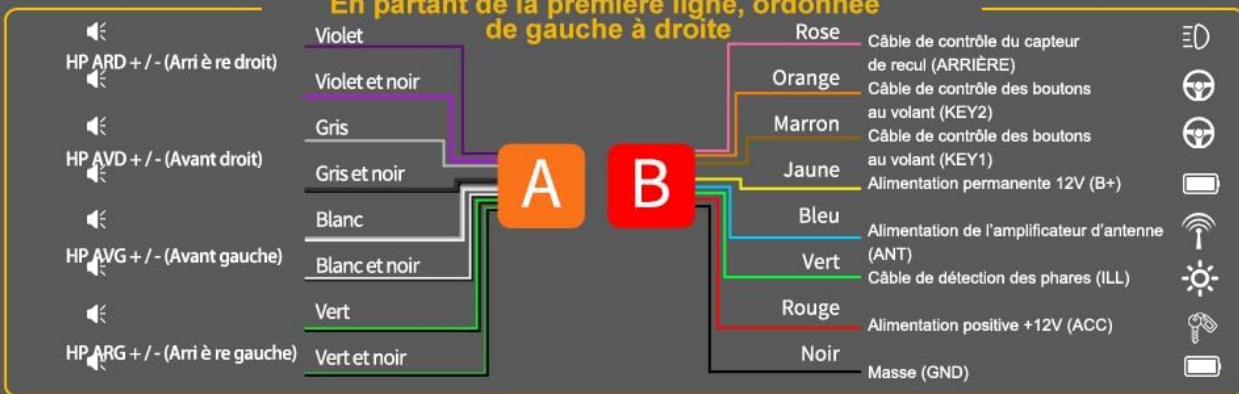 En partant de la première ligne, ordonnée
de gauche à droite
HP ARD + / - (Arri è re droit)
Violet
Violet et noir
HP AVD + / - (Avant droit)
Gris
Gris et noir
HP AVG + / - (Avant gauche)
Blanc
Blanc et noir
HP ARG + / - (Arri è re gauche)
Vert
Vert et noir
A
B
Rose
Câble de contrôle du capteur
de recul (ARRIÈRE)
Orange
Câble de contrôle des boutons
au volant (KEY2)
Marron
Câble de contrôle des boutons
au volant (KEY1)
Jaune
Alimentation permanente 12V (B+)
Bleu
Alimentation de l'amplificateur d'antenne
(ANT)
Vert
Câble de détection des phares (ILL)
Rouge
Alimentation positive +12V (ACC)
Noir
Masse (GND)